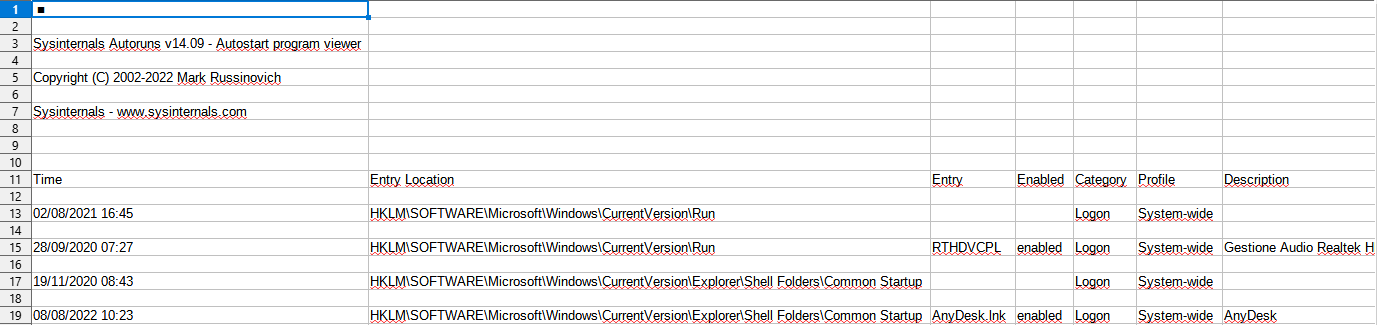 1 ■
2
3 Sysinternals Autoruns v14.09 - Autostart program viewer
4
5 Copyright (C) 2002-2022 Mark Russinovich
6
7 Sysinternals - www.sysinternals.com
8
9
10
11 Time Entry Location Entry Enabled Category Profile Description
12
13 02/08/2021 16:45 HKLM\SOFTWARE\Microsoft\Windows\CurrentVersion\Run Logon System-wide
14
15 28/09/2020 07:27 HKLM\SOFTWARE\Microsoft\Windows\CurrentVersion\Run RTHDVCPL enabled Logon System-wide Gestione Audio Realtek H
16
17 19/11/2020 08:43 HKLM\SOFTWARE\Microsoft\Windows\CurrentVersion\Explorer\Shell Folders\Common Startup Logon System-wide
18
19 08/08/2022 10:23 HKLM\SOFTWARE\Microsoft\Windows\CurrentVersion\Explorer\Shell Folders\Common Startup AnyDesk.lnk enabled Logon System-wide AnyDesk